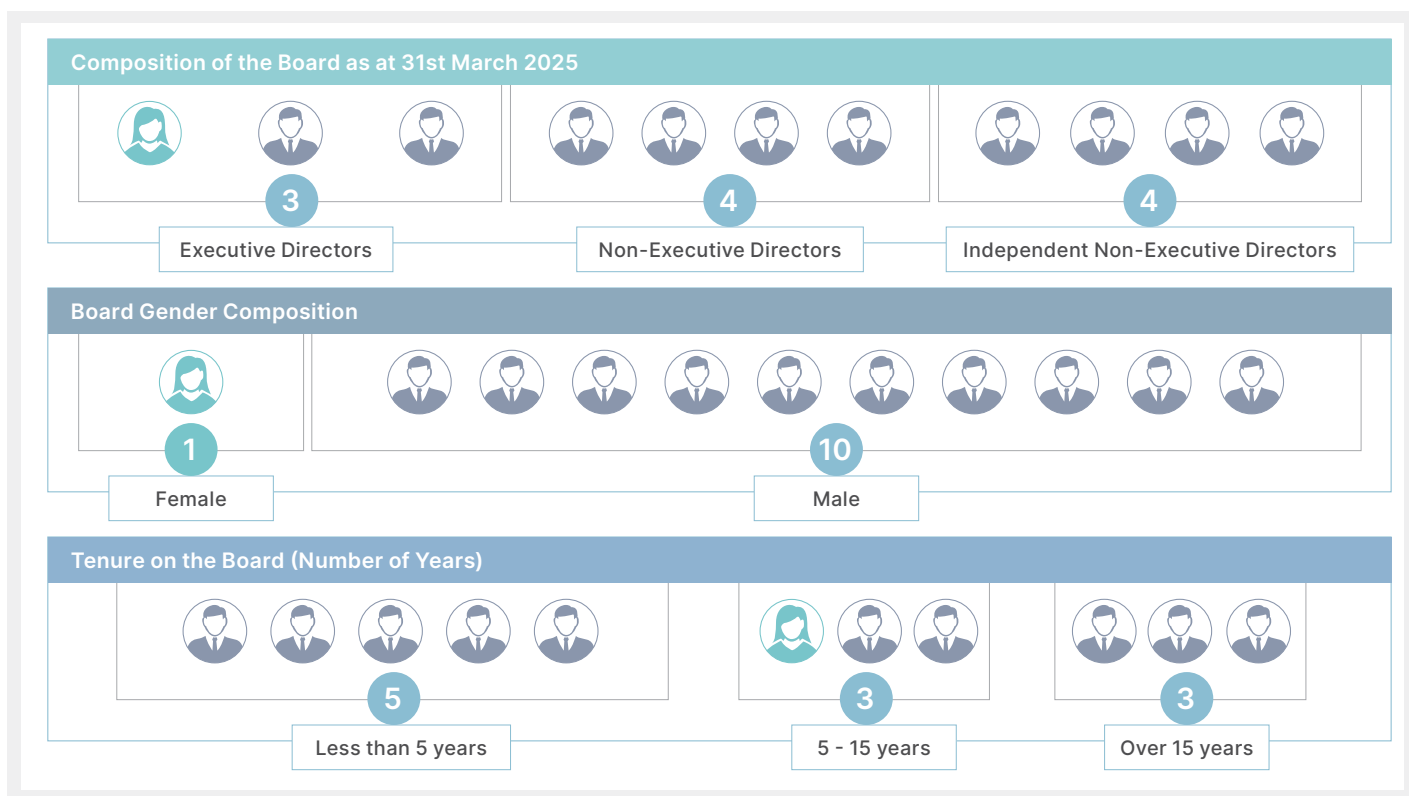 Composition of the Board as at 31st March 2025
3
4
4
Executive Directors
Non-Executive Directors
Independent Non-Executive Directors
Board Gender Composition
1
10
Female
Male
Tenure on the Board (Number of Years)
5
3
3
Less than 5 years
5 - 15 years
Over 15 years